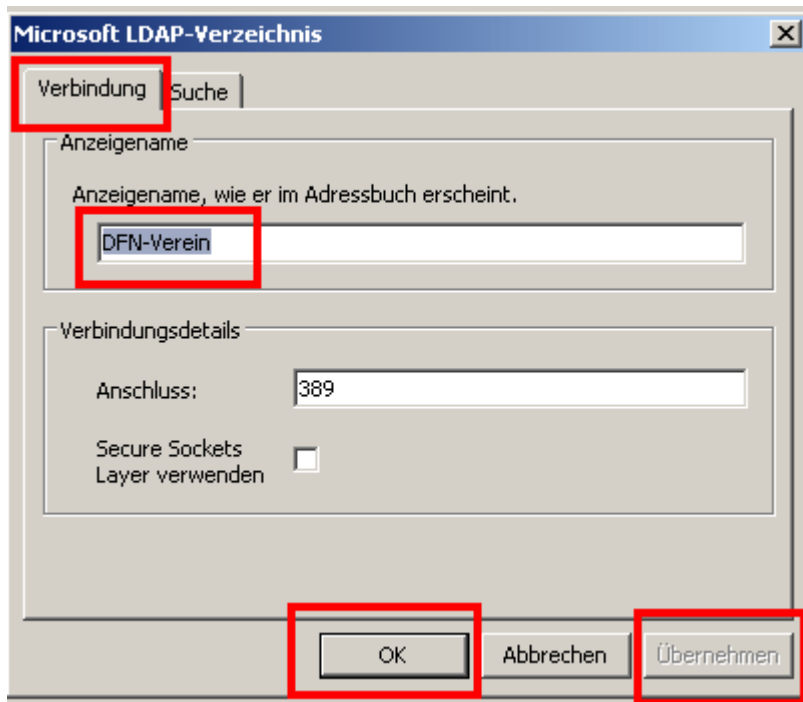 Microsoft LDAP-Verzeichnis
Verbindung Suche
Anzeigename
Anzeigename, wie er im Adressbuch erscheint.
DFN-Verein
Verbindungsdetails
Anschluss: 389
Secure Sockets
Layer verwenden
OK Abbrechen Übernehmen